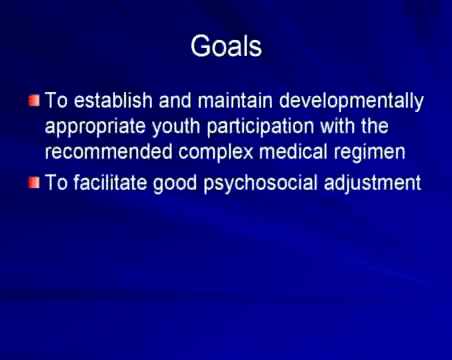 Goals
To establish and maintain developmentally
appropriate youth participation with the
recommended complex medical regimen
To facilitate good psychosocial adjustment